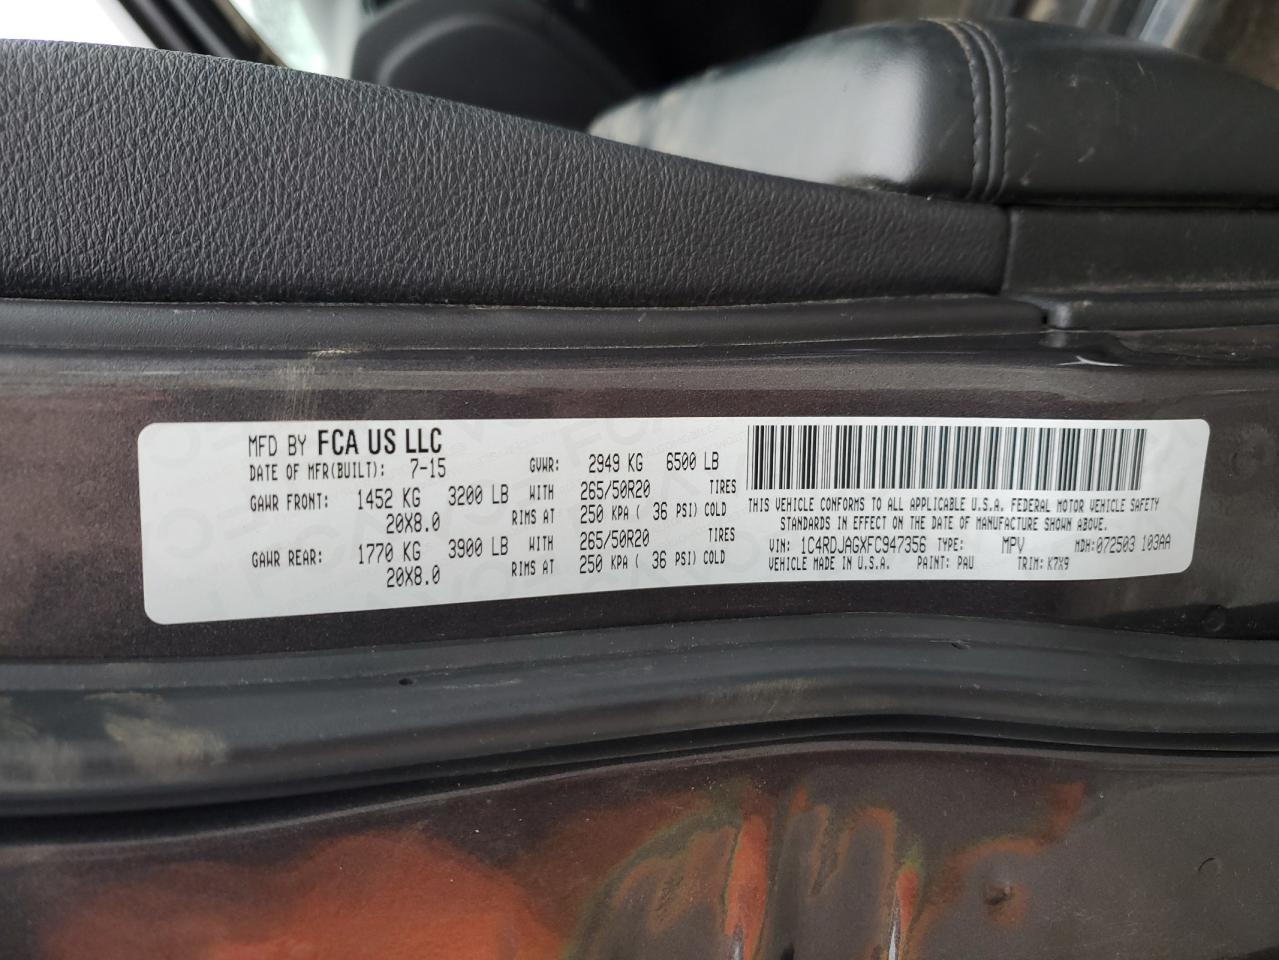 MFD BY FCA US LLC
DATE OF MFR(BUILT): 7-15 GVWR: 2949 KG 6500 LB
GAWR FRONT: 1452 KG 3200 LB WITH 265/50R20 TIRES
20X8.0 RIMS AT 250 KPA ( 36 PSI) COLD
GAWR REAR: 1770 KG 3900 LB WITH 265/50R20 TIRES
20X8.0 RIMS AT 250 KPA ( 36 PSI) COLD
THIS VEHICLE CONFORMS TO ALL APPLICABLE U.S.A. FEDERAL MOTOR VEHICLE SAFETY
STANDARDS IN EFFECT ON THE DATE OF MANUFACTURE SHOWN ABOVE.
VIN: 1C4RDJAGXFC947356 TYPE: MPV MDH:072503 103AA
VEHICLE MADE IN U.S.A. PAINT: PAU TRIM: K7X9